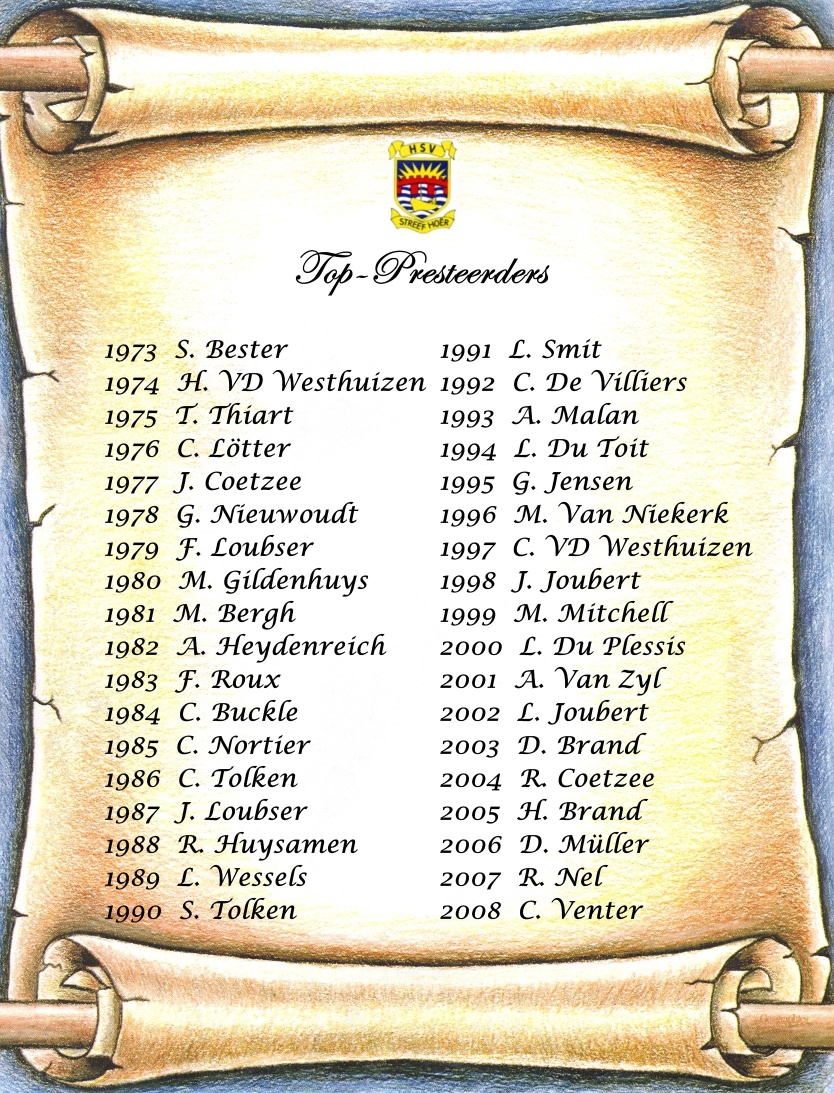 HSV
STREEF HOËR
Top-Presteerders
1973 S. Bester
1974 H. VD Westhuizen
1975 T. Thiart
1976 C. Lötter
1977 J. Coetzee
1978 G. Nieuwoudt
1979 F. Loubser
1980 M. Gildenhuys
1981 M. Bergh
1982 A. Heydenreich
1983 F. Roux
1984 C. Buckle
1985 C. Nortier
1986 C. Tolken
1987 J. Loubser
1988 R. Huysamen
1989 L. Wessels
1990 S. Tolken
1991 L. Smit
1992 C. De Villiers
1993 A. Malan
1994 L. Du Toit
1995 G. Jensen
1996 M. Van Niekerk
1997 C. VD Westhuizen
1998 J. Joubert
1999 M. Mitchell
2000 L. Du Plessis
2001 A. Van Zyl
2002 L. Joubert
2003 D. Brand
2004 R. Coetzee
2005 H. Brand
2006 D. Müller
2007 R. Nel
2008 C. Venter